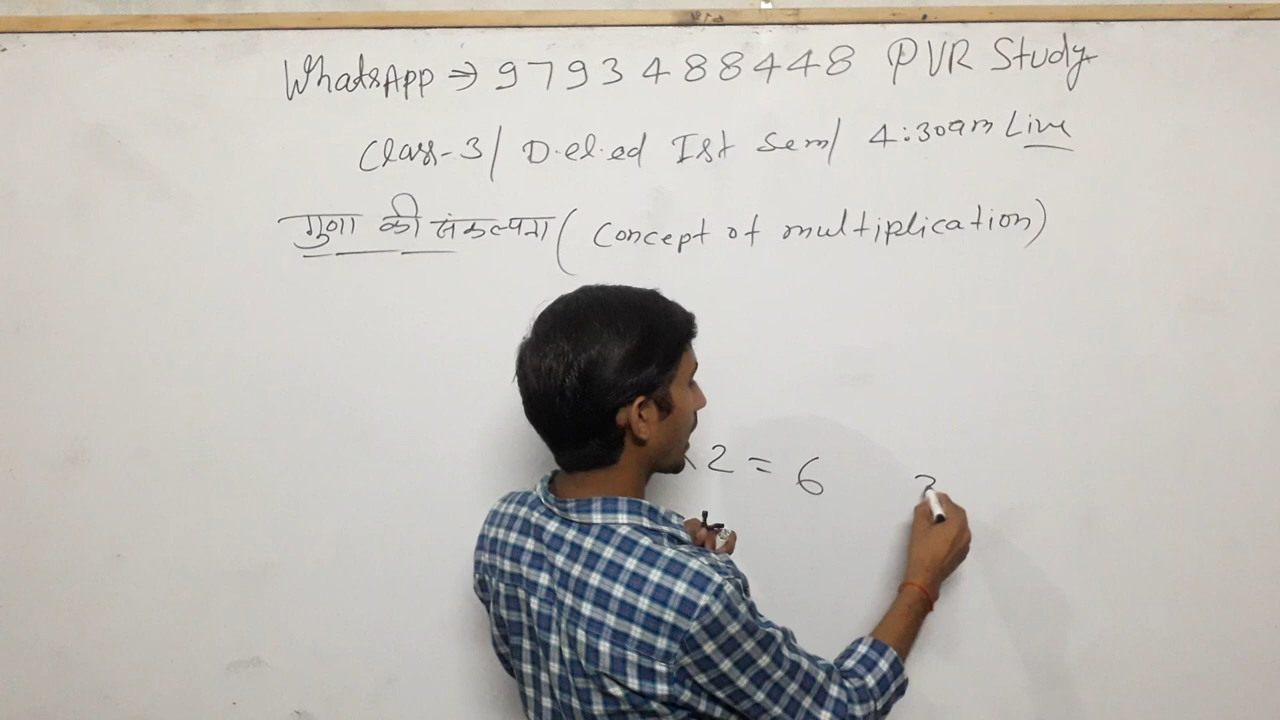 WhatsApp ⇒ 9793488448 PVR Study
Class-3/ D.el.ed Ist Sem/ 4:30am Live
गुणा की संकल्पना (Concept of multiplication)
2 = 6